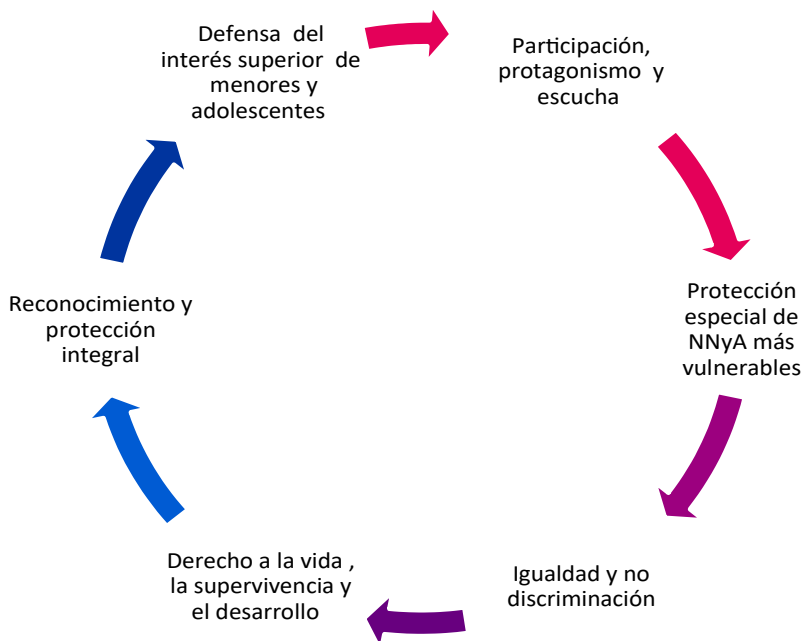 Defensa del
interés superior de
menores y
adolescentes
Participación,
protagonismo y
escucha
Protección
especial de
NNyA más
vulnerables
Igualdad y no
discriminación
Derecho a la vida ,
la supervivencia y
el desarrollo
Reconocimiento y
protección
integral